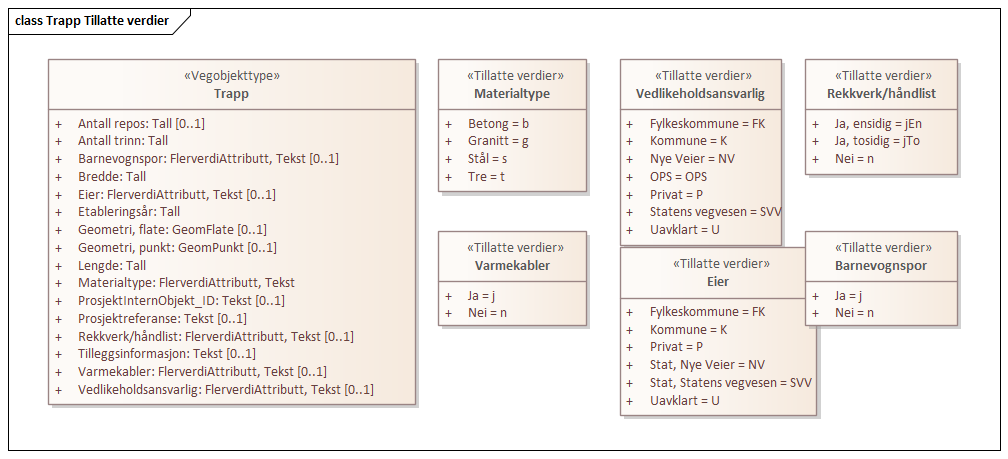 class Trapp Tillatte verdier
«Vegobjekttype»
Trapp
+ Antall repos: Tall [0..1]
+ Antall trinn: Tall
+ Barnevognspor: FlerverdiAttributt, Tekst [0..1]
+ Bredde: Tall
+ Eier: FlerverdiAttributt, Tekst [0..1]
+ Etableringsår: Tall
+ Geometri, flate: GeomFlate [0..1]
+ Geometri, punkt: GeomPunkt [0..1]
+ Lengde: Tall
+ Materialtype: FlerverdiAttributt, Tekst
+ ProsjektInternObjekt_ID: Tekst [0..1]
+ Prosjektreferanse: Tekst [0..1]
+ Rekkverk/håndlist: FlerverdiAttributt, Tekst [0..1]
+ Tilleggsinformasjon: Tekst [0..1]
+ Varmekabler: FlerverdiAttributt, Tekst [0..1]
+ Vedlikeholdsansvarlig: FlerverdiAttributt, Tekst [0..1]
«Tillatte verdier»
Materialtype
+ Betong = b
+ Granitt = g
+ Stål = s
+ Tre = t
«Tillatte verdier»
Varmekabler
+ Ja = j
+ Nei = n
«Tillatte verdier»
Vedlikeholdsansvarlig
+ Fylkeskommune = FK
+ Kommune = K
+ Nye Veier = NV
+ OPS = OPS
+ Privat = P
+ Statens vegvesen = SVV
+ Uavklart = U
«Tillatte verdier»
Eier
+ Fylkeskommune = FK
+ Kommune = K
+ Privat = P
+ Stat, Nye Veier = NV
+ Stat, Statens vegvesen = SVV
+ Uavklart = U
«Tillatte verdier»
Rekkverk/håndlist
+ Ja, ensidig = jEn
+ Ja, tosidig = jTo
+ Nei = n
«Tillatte verdier»
Barnevognspor
+ Ja = j
+ Nei = n